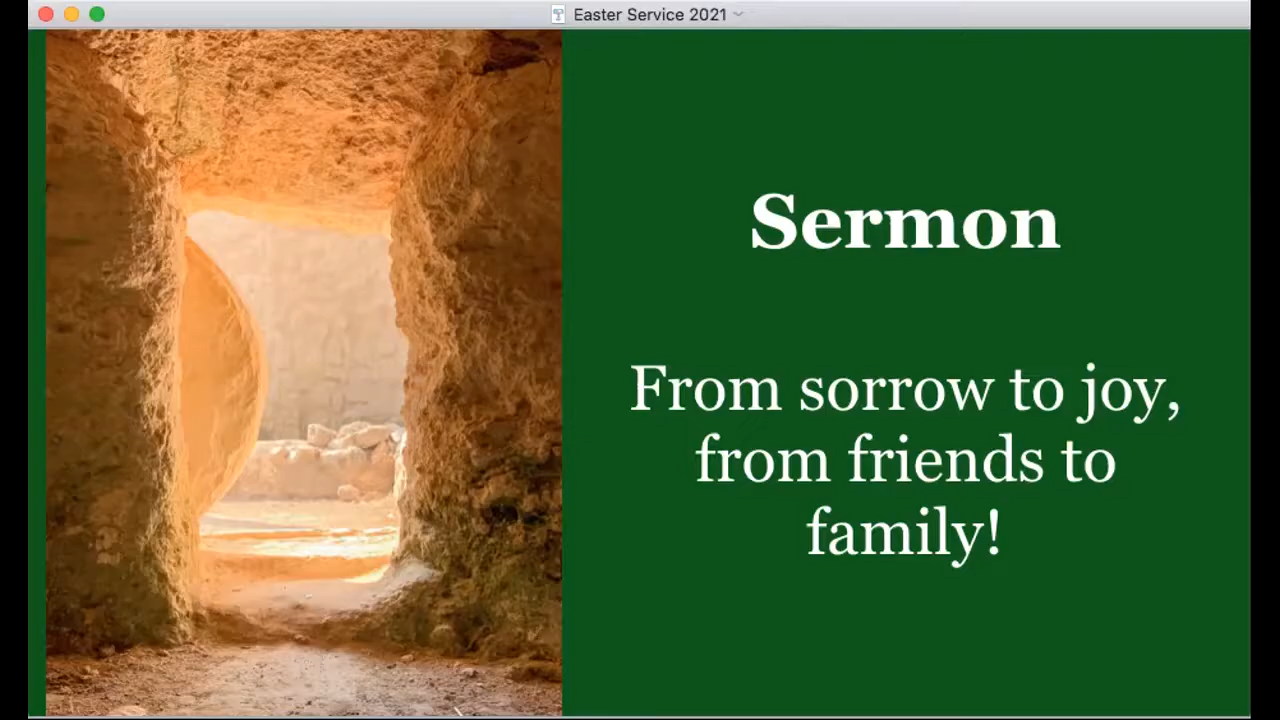 Easter Service 2021
Sermon
From sorrow to joy,
from friends to
family!